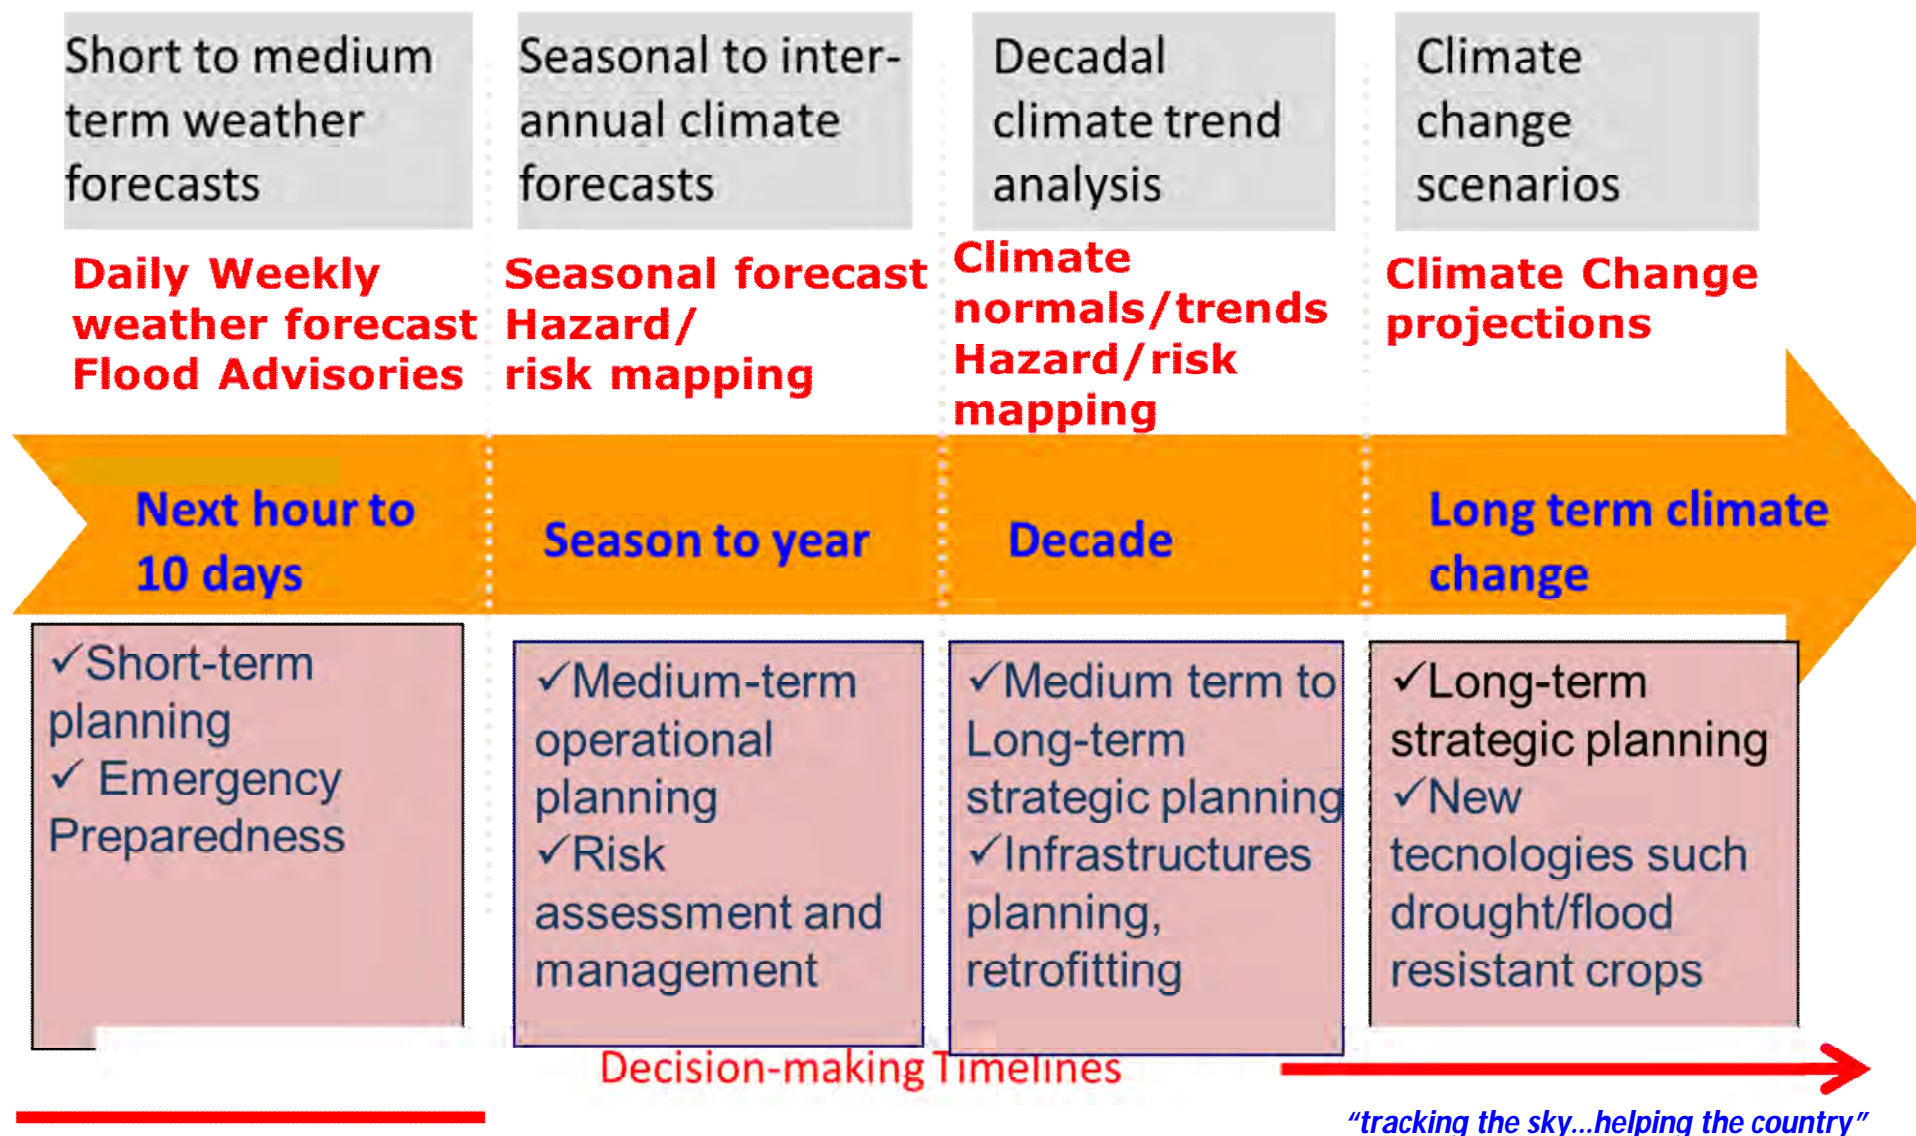 Short to medium
term weather
forecasts
Seasonal to inter-
annual climate
forecasts
Decadal
climate trend
analysis
Climate
change
scenarios
Daily Weekly
weather forecast
Flood Advisories
Seasonal forecast
Hazard/
risk mapping
Climate
normals/trends
Hazard/risk
mapping
Climate Change
projections
Next hour to
10 days
Season to year
Decade
Long term climate
change
✓Short-term
planning
✓ Emergency
Preparedness
✓Medium-term
operational
planning
✓Risk
assessment and
management
✓Medium term to
Long-term
strategic planning
✓Infrastructures
planning,
retrofitting
✓Long-term
strategic planning
✓New
tecnologies such
drought/flood
resistant crops
Decision-making Timelines
"tracking the sky...helping the country"